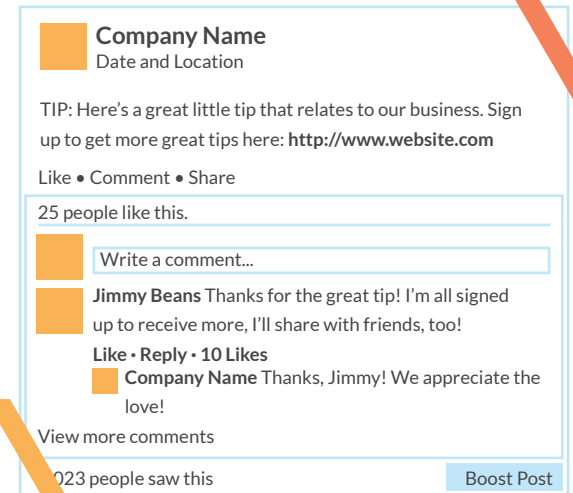 Company Name
Date and Location
TIP: Here's a great little tip that relates to our business. Sign
up to get more great tips here: http://www.website.com
Like • Comment • Share
25 people like this.
Write a comment...
Jimmy Beans Thanks for the great tip! I'm all signed
up to receive more, I'll share with friends, too!
Like · Reply · 10 Likes
Company Name Thanks, Jimmy! We appreciate the
love!
View more comments
people saw this
Boost Post